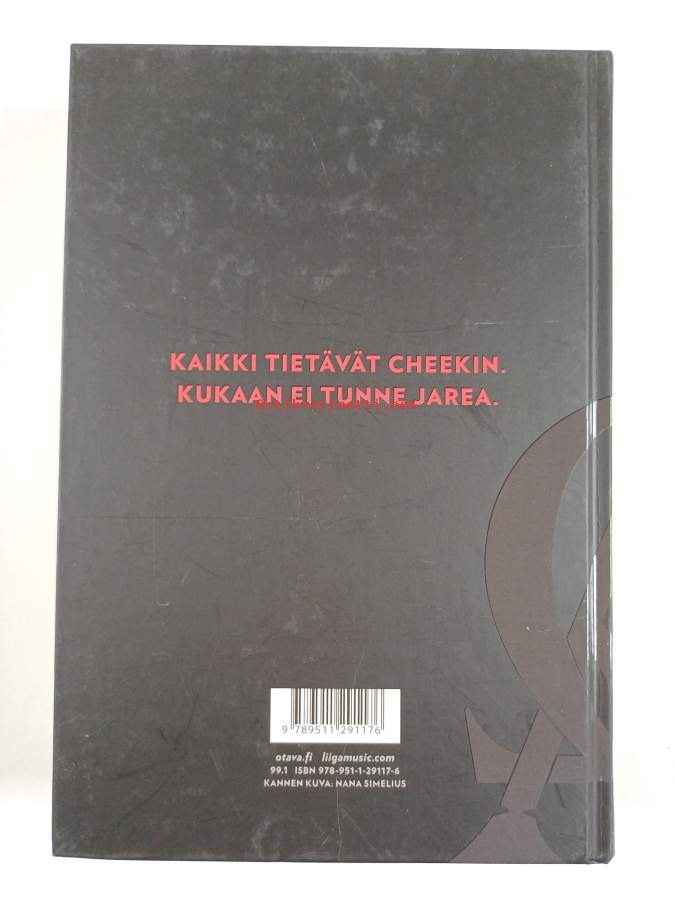 KAIKKI TIETÄVÄT CHEEKIN.
KUKAAN EI TUNNE JAREA.
9 789511 291176
otava.fi liigamusic.com
99.1 ISBN 978-951-1-29117-6
KANNEN KUVA: NANA SIMELIUS